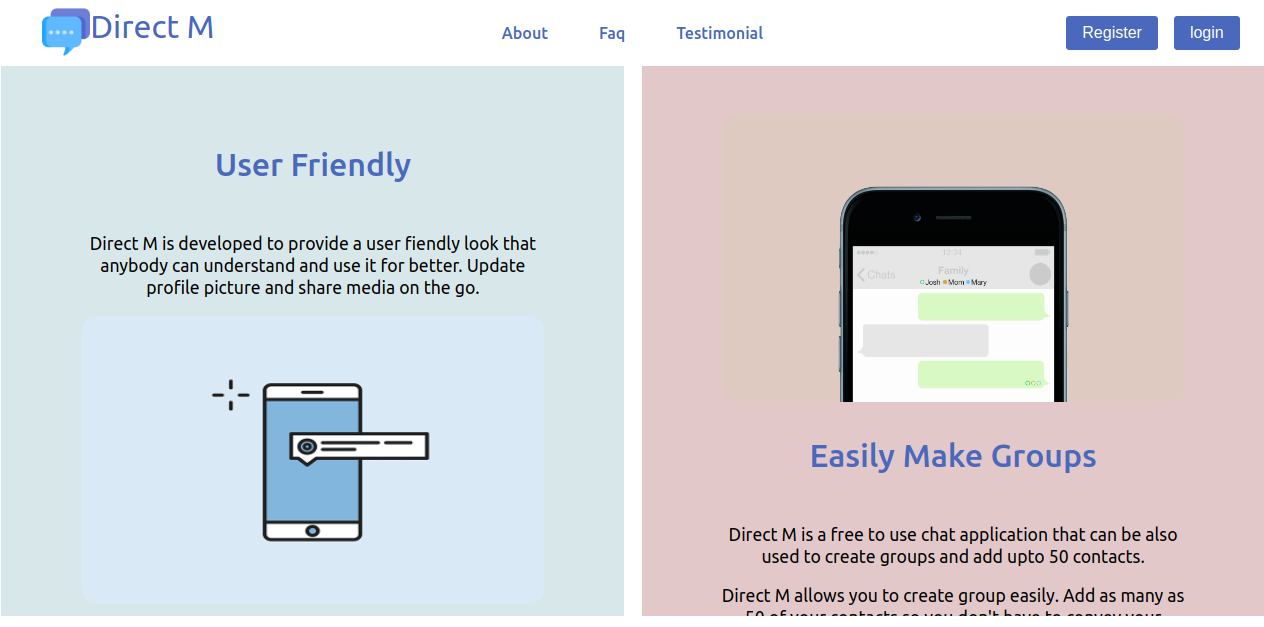 Direct M
About
Faq
Testimonial
Register
login
User Friendly
Direct M is developed to provide a user fiendly look that
anybody can understand and use it for better. Update
profile picture and share media on the go.
12:34
Chats
Family
Josh Mom Mary
Easily Make Groups
Direct M is a free to use chat application that can be also
used to create groups and add upto 50 contacts.
Direct M allows you to create group easily. Add as many as
50 of your contacts so you don't have to convey your